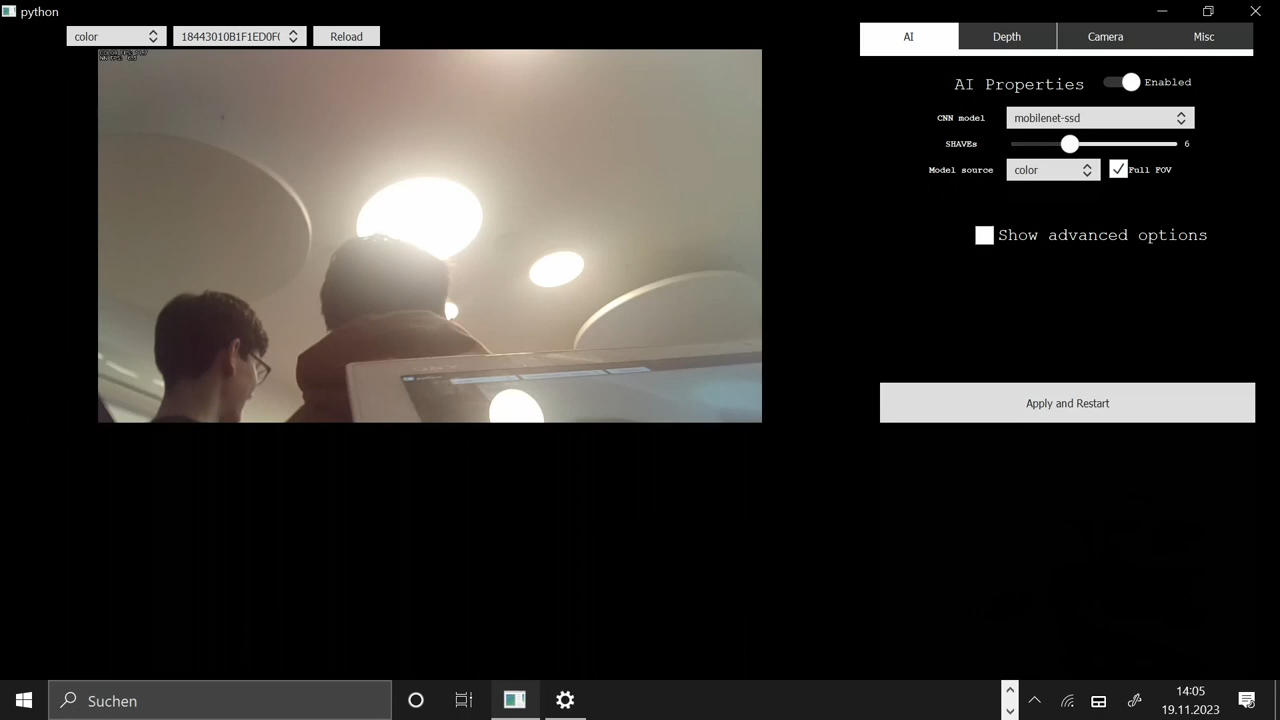 python
color
18443010B1F1ED0F(
Reload
AI
Depth
Camera
Misc
AI Properties
Enabled
CNN model
mobilenet-ssd
SHAVEs
6
Model source
color
Full FOV
Show advanced options
Apply and Restart
Suchen
14:05
19.11.2023